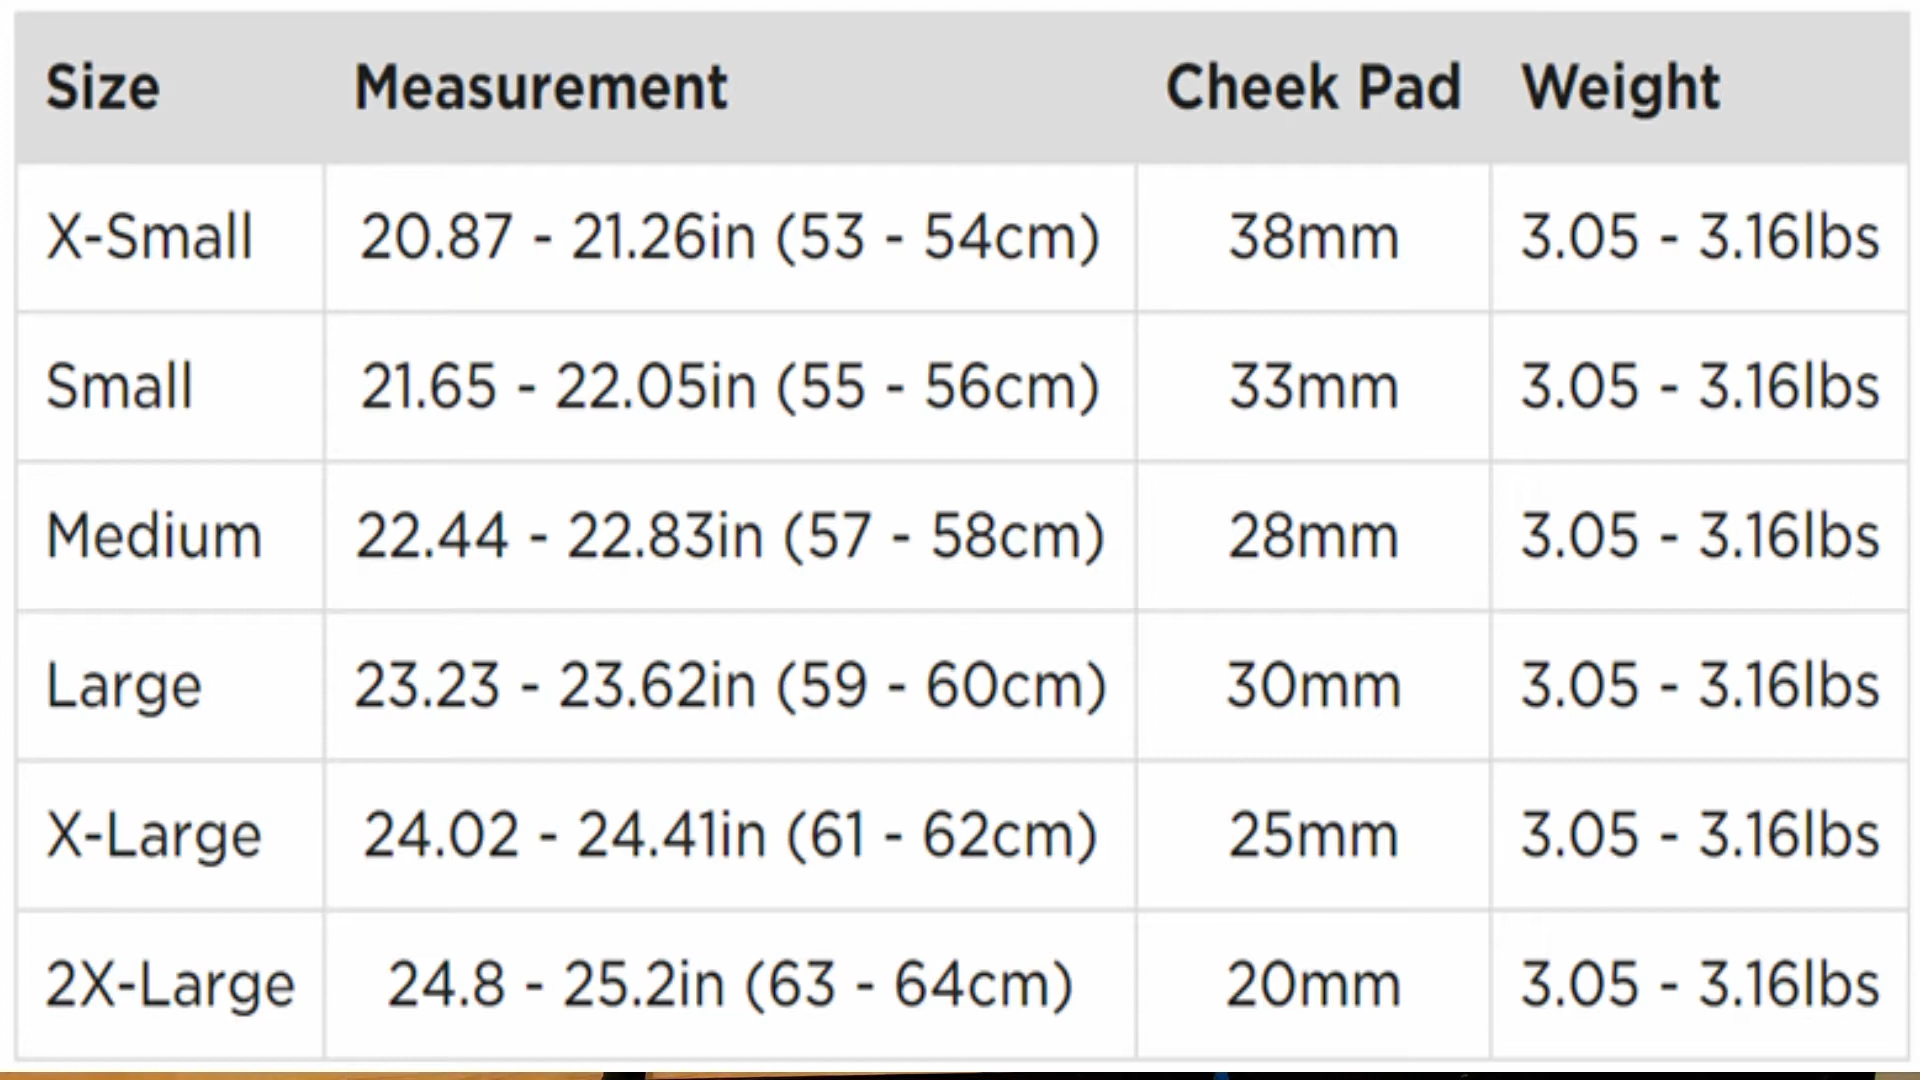 Size Measurement Cheek Pad Weight
X-Small 20.87 - 21.26in (53 - 54cm) 38mm 3.05 - 3.16lbs
Small 21.65 - 22.05in (55 - 56cm) 33mm 3.05 - 3.16lbs
Medium 22.44 - 22.83in (57 - 58cm) 28mm 3.05 - 3.16lbs
Large 23.23 - 23.62in (59 - 60cm) 30mm 3.05 - 3.16lbs
X-Large 24.02 - 24.41in (61 - 62cm) 25mm 3.05 - 3.16lbs
2X-Large 24.8 - 25.2in (63 - 64cm) 20mm 3.05 - 3.16lbs